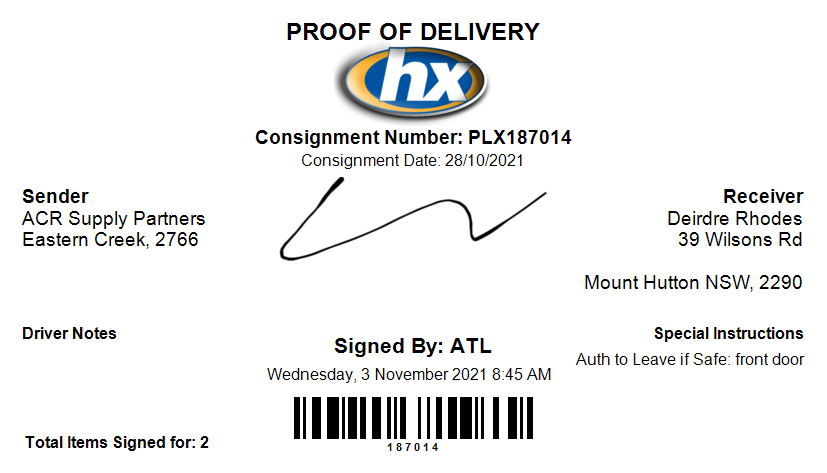 PROOF OF DELIVERY
hx
Consignment Number: PLX187014
Consignment Date: 28/10/2021
Sender
ACR Supply Partners
Eastern Creek, 2766
Receiver
Deirdre Rhodes
39 Wilsons Rd
Mount Hutton NSW, 2290
Driver Notes
Signed By: ATL
Wednesday, 3 November 2021 8:45 AM
Special Instructions
Auth to Leave if Safe: front door
Total Items Signed for: 2
187014